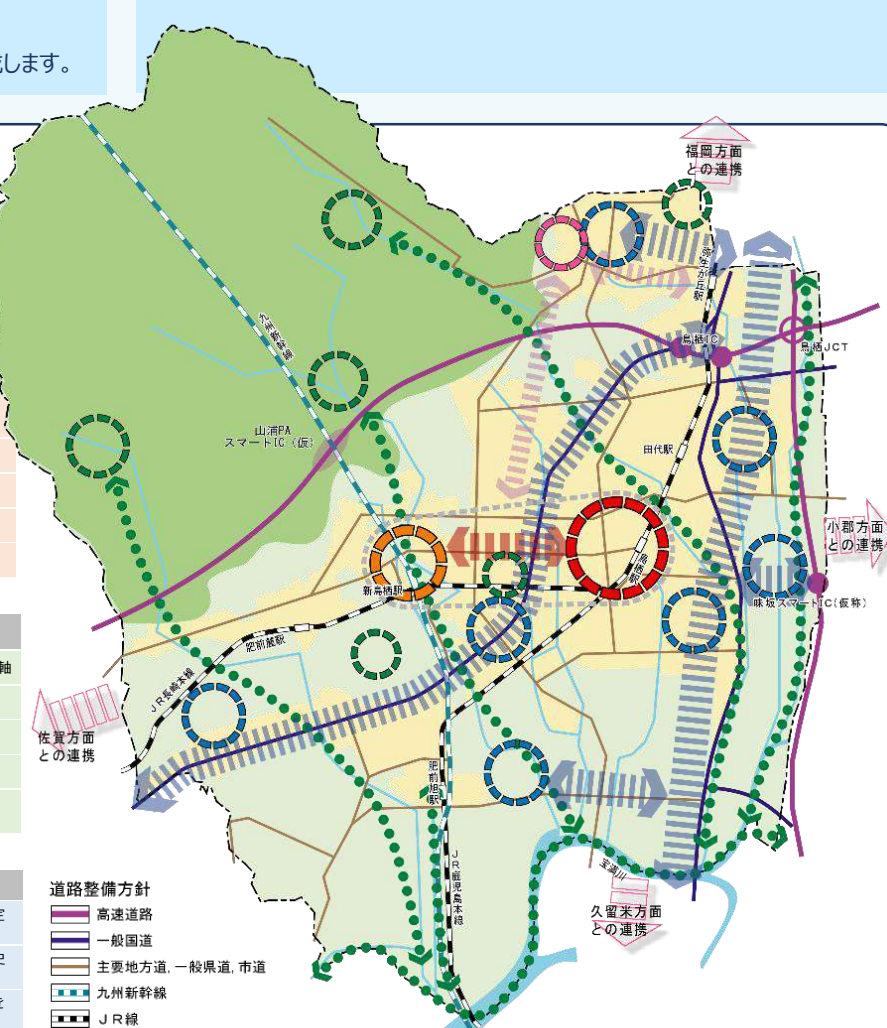 します。
福岡方面
との連携
弥生が丘駅
九州新幹線
鳥栖IC
鳥栖JCT
山浦PA
スマートIC（仮）
田代駅
小郡方面
との連携
鳥栖駅
新鳥栖駅
味坂スマートIC(仮称)
肥前麓駅
軸
JR長崎本線
佐賀方面
との連携
肥前旭駅
JR鹿児島本線
宝満川
久留米方面
との連携
道路整備方針
高速道路
一般国道
主要地方道，一般県道，市道
九州新幹線
ＪＲ線
定
を